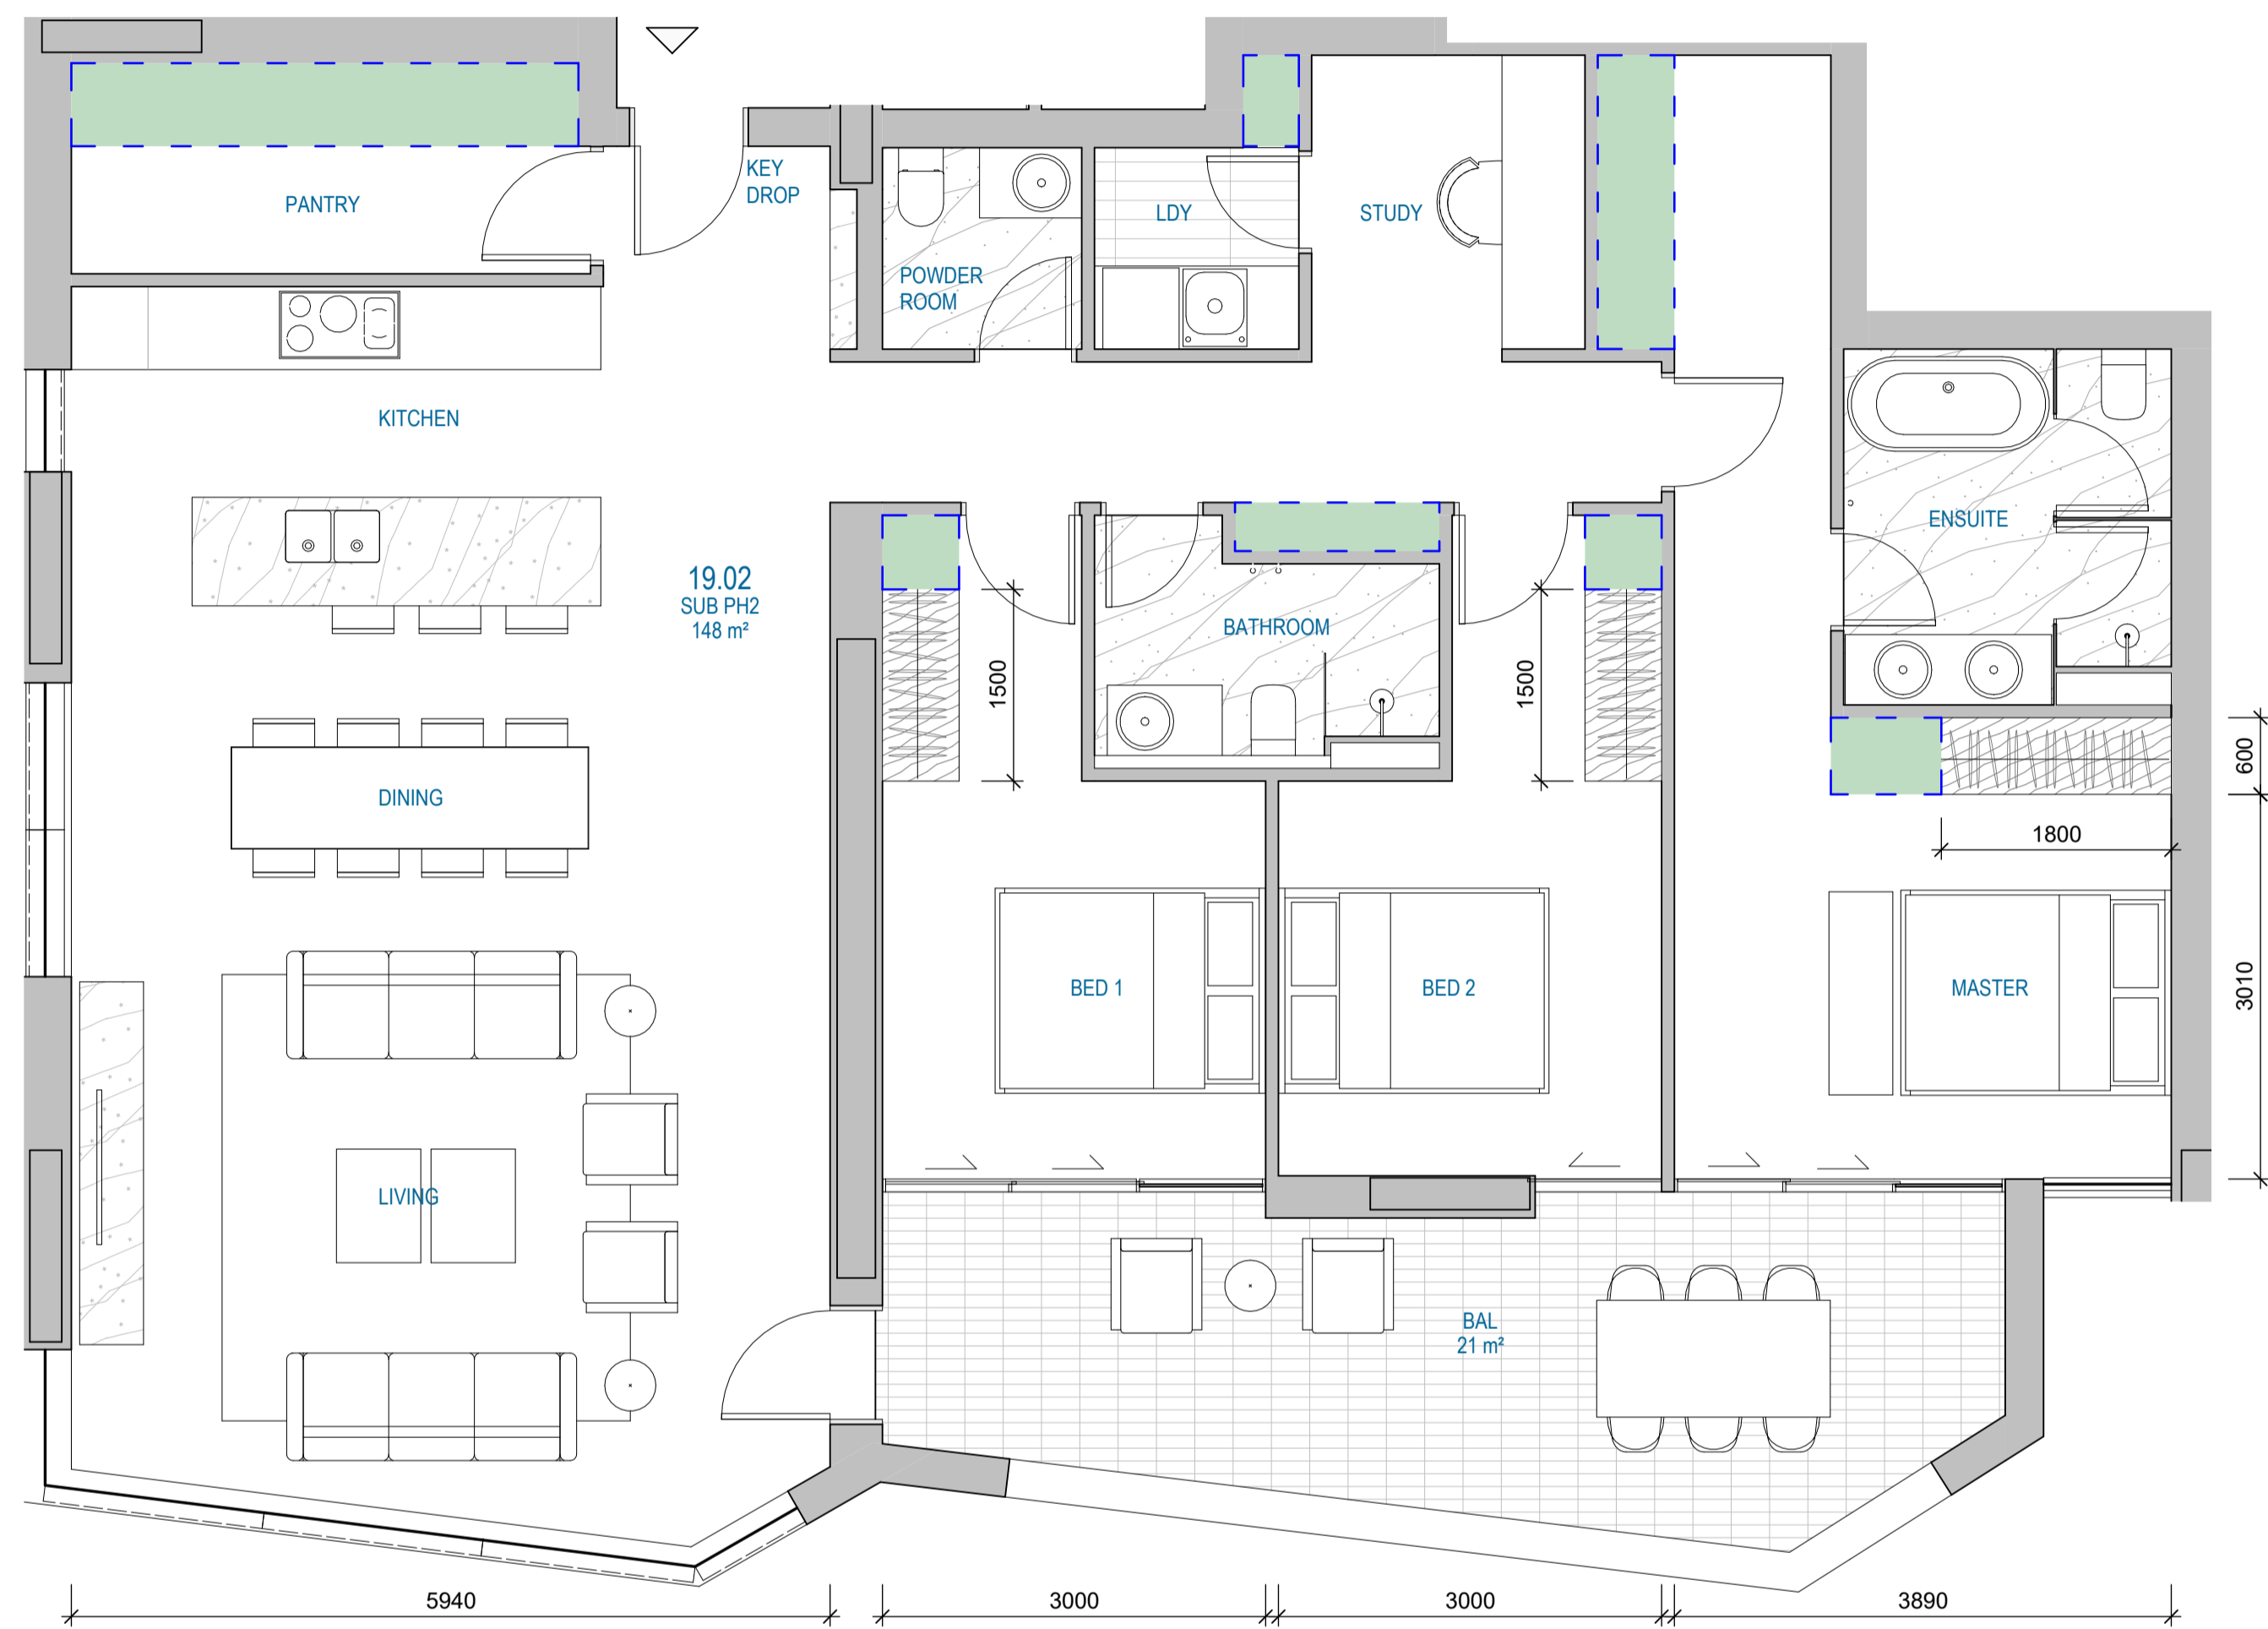 KEY
DROP
PANTRY
LDY
STUDY
POWDER
ROOM
KITCHEN
ENSUITE
19.02
SUB PH2
148 m²
BATHROOM
1500
1500
600
DINING
1800
BED 1
BED 2
MASTER
3010
LIVING
BAL
21 m²
5940
3000
3000
3890